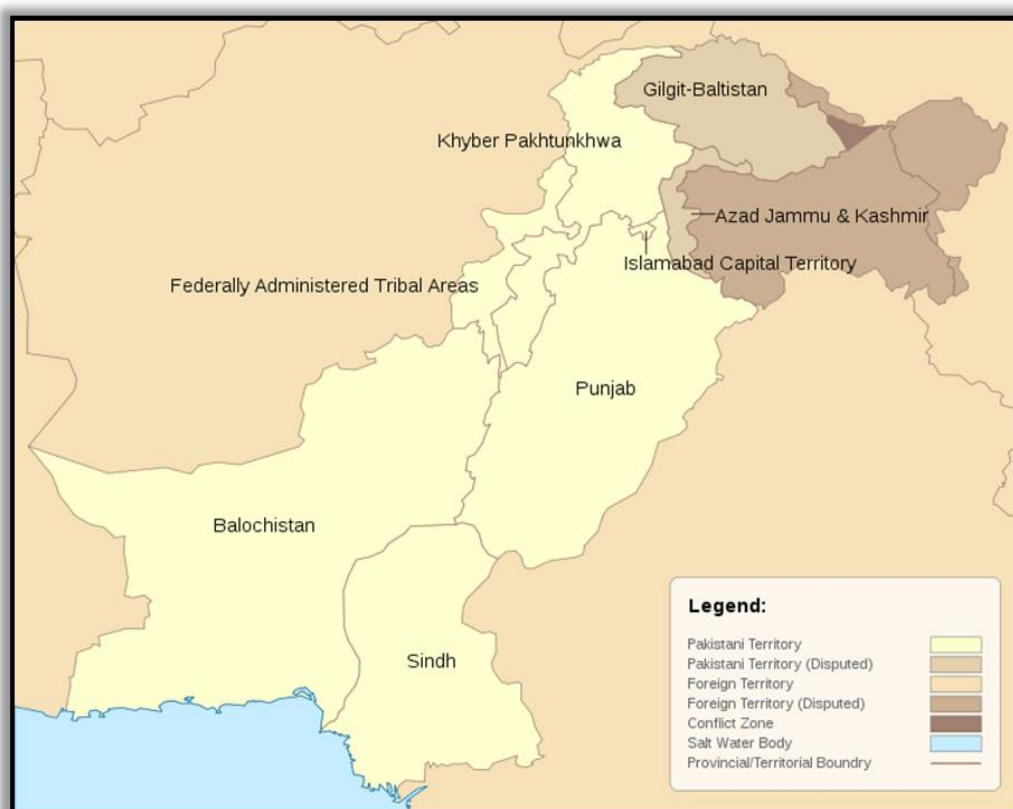 Gilgit-Baltistan
Khyber Pakhtunkhwa
Azad Jammu & Kashmir
Islamabad Capital Territory
Federally Administered Tribal Areas
Punjab
Balochistan
Sindh
Legend:
Pakistani Territory
Pakistani Territory (Disputed)
Foreign Territory
Foreign Territory (Disputed)
Conflict Zone
Salt Water Body
Provincial/Territorial Boundry